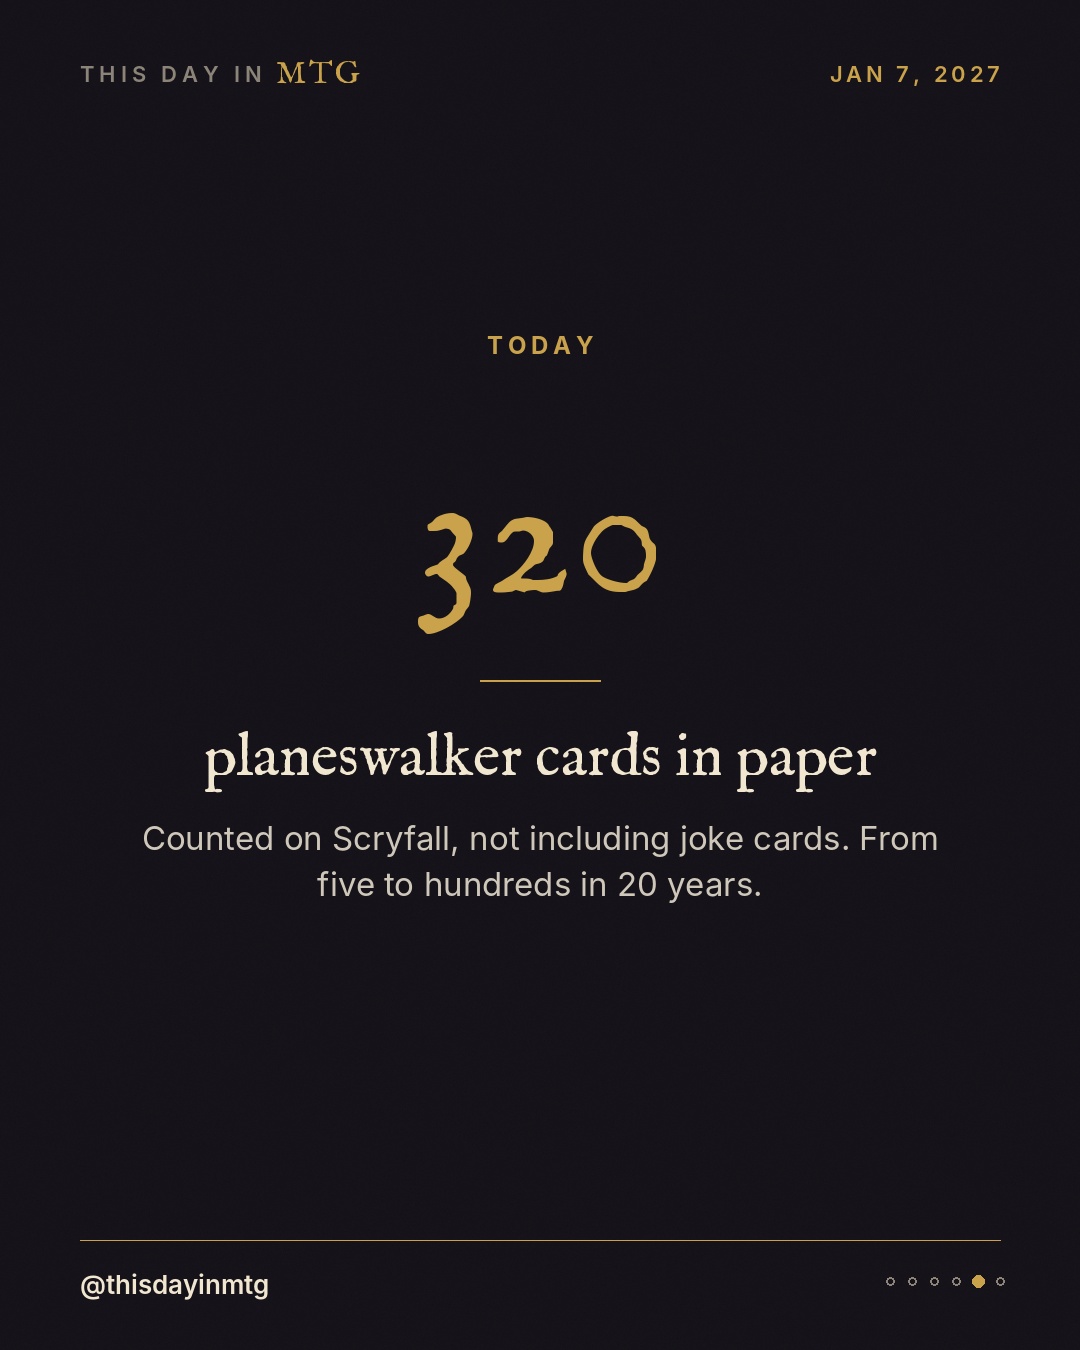 THIS DAY IN MTG
JAN 7, 2027
TODAY
320
planeswalker cards in paper
Counted on Scryfall, not including joke cards. From
five to hundreds in 20 years.
@thisdayinmtg